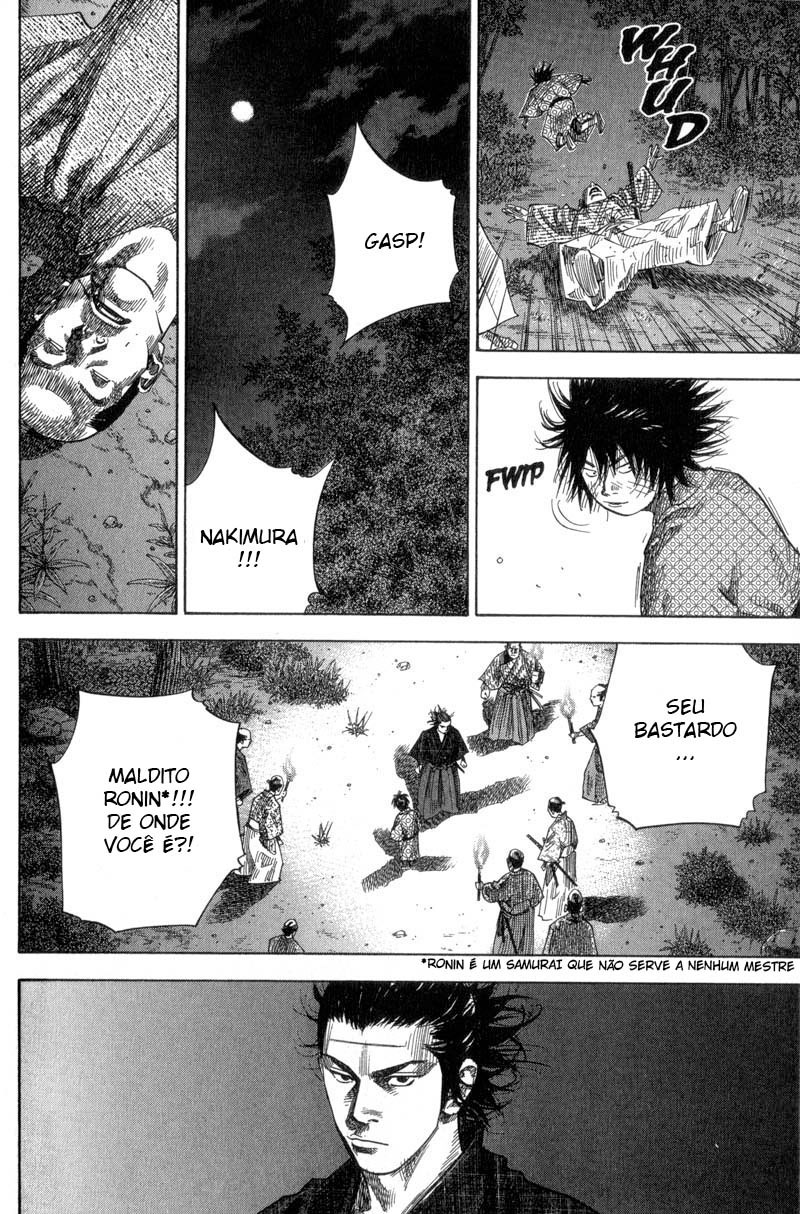 WHUD
FWIP
GASP!
NAKIMURA
!!!
SEU
BASTARDO
...
MALDITO
RONIN*!!!
DE ONDE
VOCÊ É?!
*RONIN É UM SAMURAI QUE NÃO SERVE A NENHUM MESTRE